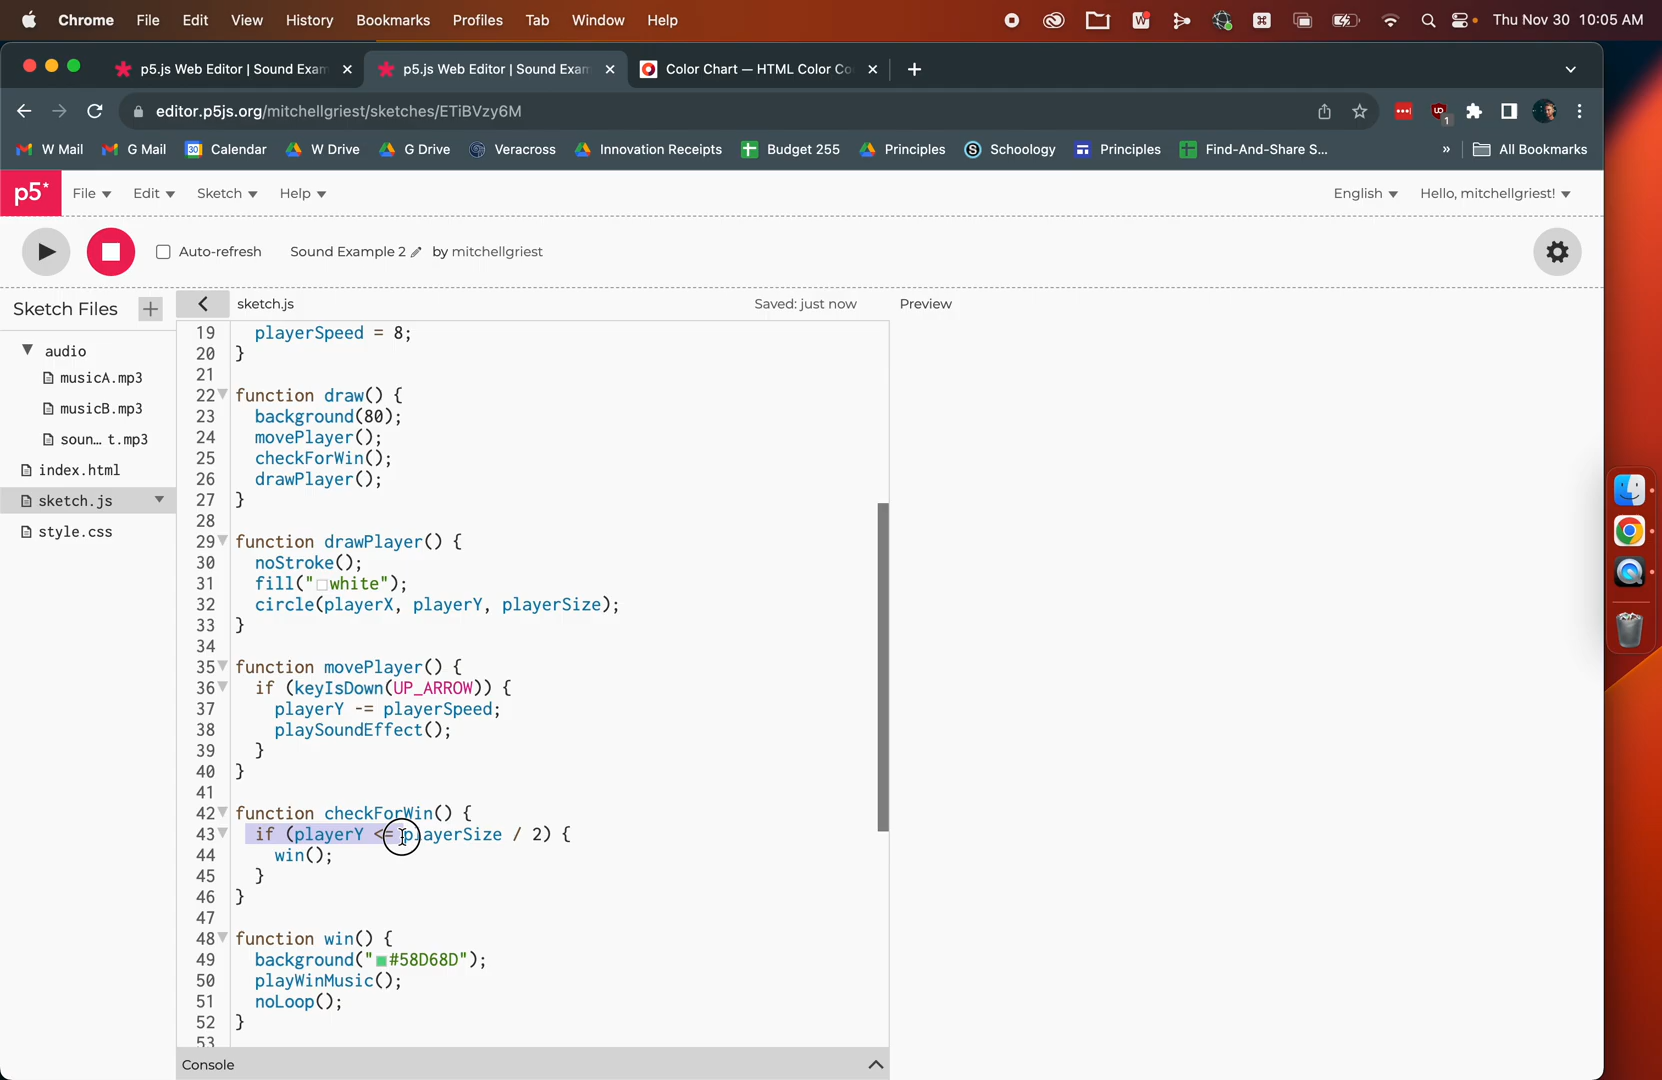 Chrome File Edit View History Bookmarks Profiles Tab Window Help Thu Nov 30 10:05 AM
p5.js Web Editor | Sound Exam p5.js Web Editor | Sound Exam Color Chart — HTML Color Co
editor.p5js.org/mitchellgriest/sketches/ETiBVzy6M
W Mail G Mail Calendar W Drive G Drive Veracross Innovation Receipts Budget 255 Principles Schoology Principles Find-And-Share S... » All Bookmarks
p5* File Edit Sketch Help English Hello, mitchellgriest!
Auto-refresh Sound Example 2 by mitchellgriest
Sketch Files + sketch.js Saved: just now Preview
audio
musicA.mp3
musicB.mp3
soun... t.mp3
index.html
sketch.js
style.css
19 playerSpeed = 8;
20 }
21
22 function draw() {
23 background(80);
24 movePlayer();
25 checkForWin();
26 drawPlayer();
27 }
28
29 function drawPlayer() {
30 noStroke();
31 fill("white");
32 circle(playerX, playerY, playerSize);
33 }
34
35 function movePlayer() {
36 if (keyIsDown(UP_ARROW)) {
37 playerY -= playerSpeed;
38 playSoundEffect();
39 }
40 }
41
42 function checkForWin() {
43 if (playerY <= playerSize / 2) {
44 win();
45 }
46 }
47
48 function win() {
49 background("#58D68D");
50 playWinMusic();
51 noLoop();
52 }
53
Console